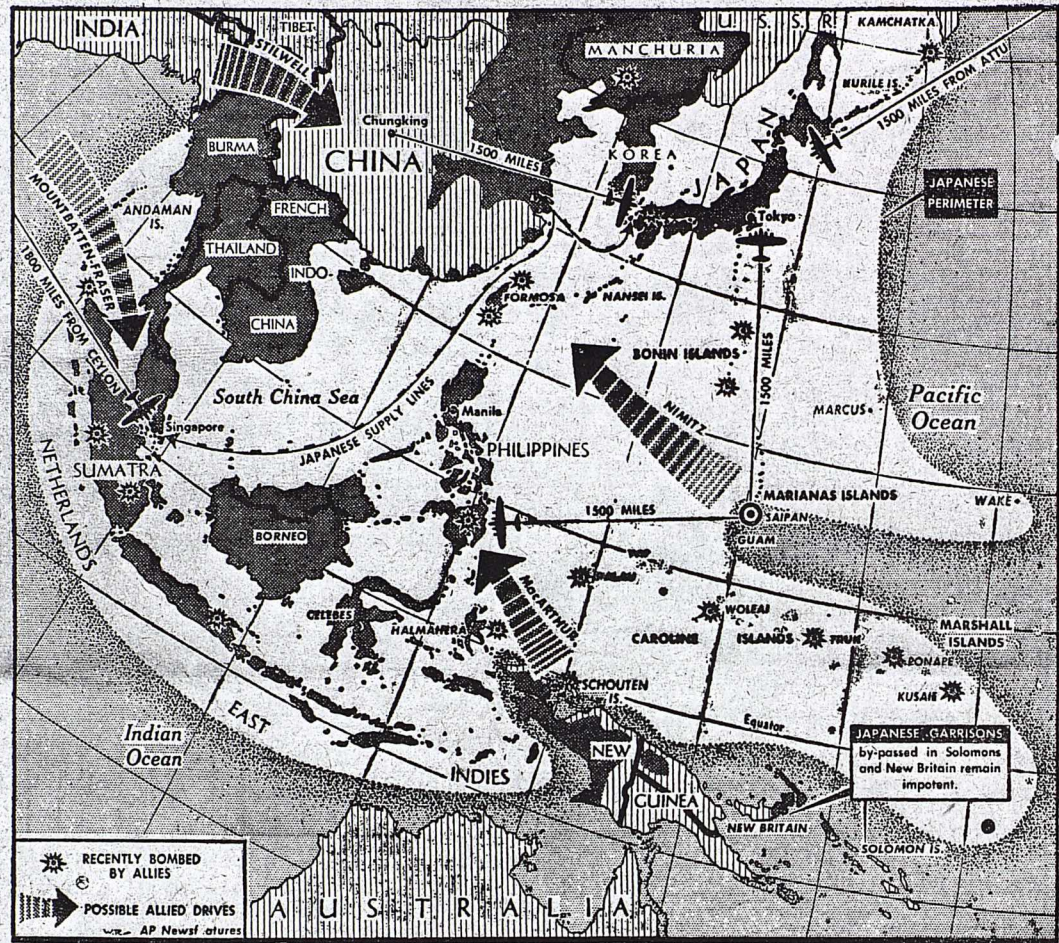 INDIA
TIBET
STILWELL
U. S. S. R.
KAMCHATKA
MANCHURIA
KURILE IS.
1500 MILES FROM ATTU
Chungking
CHINA
1500 MILES
KOREA
JAPAN
Tokyo
JAPANESE
PERIMETER
BURMA
MOUNTBATTEN-FRASER
ANDAMAN
IS.
FRENCH
THAILAND
INDO-
CHINA
1800 MILES FROM CEYLON
FORMOSA
NANSEI IS.
BONIN ISLANDS
1500 MILES
NIMITZ
MARCUS
Pacific
Ocean
South China Sea
JAPANESE SUPPLY LINES
Manila
PHILIPPINES
Singapore
SUMATRA
NETHERLANDS
MARIANAS ISLANDS
WAKE
SAIPAN
GUAM
1500 MILES
BORNEO
YAP
PALAU
MacARTHUR
WOLEAI
CAROLINE ISLANDS
TRUK
MARSHALL
ISLANDS
PONAPE
KUSAIE
CELEBES
HALMAHERA
SCHOUTEN
IS.
Equator
EAST
INDIES
Indian
Ocean
NEW
GUINEA
JAPANESE GARRISONS
by-passed in Solomons
and New Britain remain
impotent.
NEW BRITAIN
SOLOMON IS.
AUSTRALIA
RECENTLY BOMBED
BY ALLIES
POSSIBLE ALLIED DRIVES
AP Newsf atures